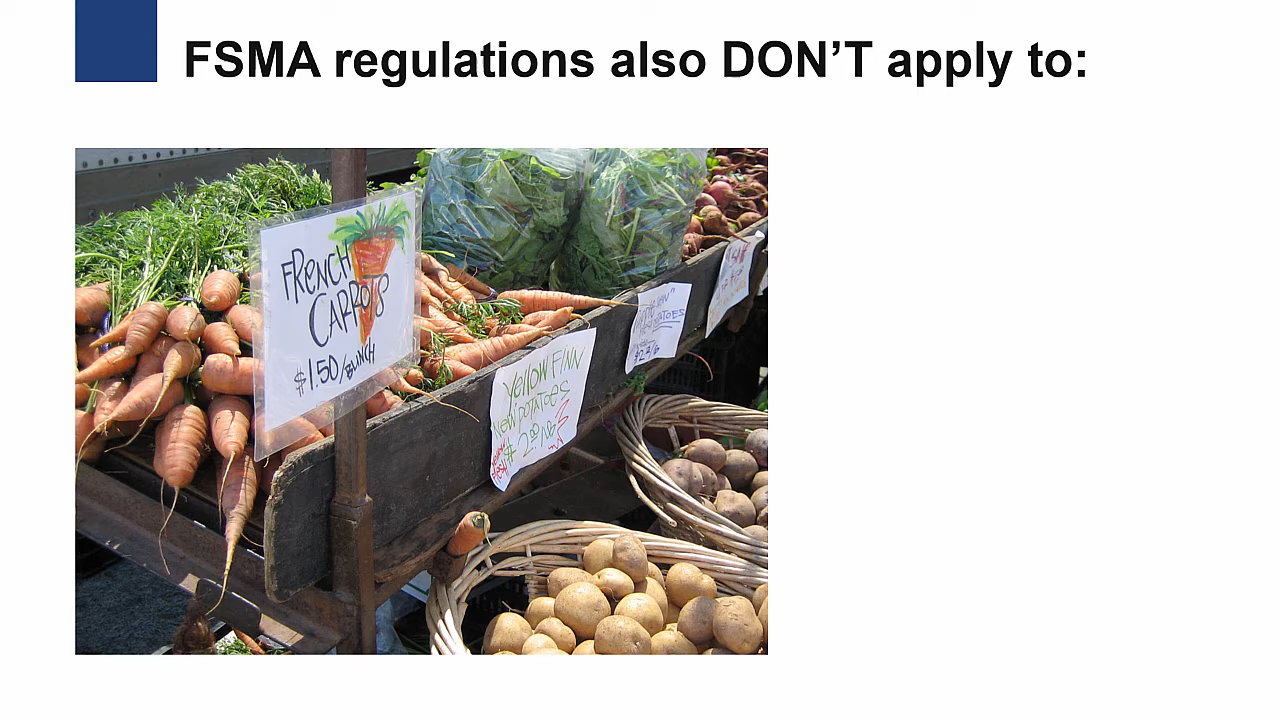 FSMA regulations also DON’T apply to:
FRENCH
CARROTS
$1.50/BUNCH
Yellow FINN
New POTATOES